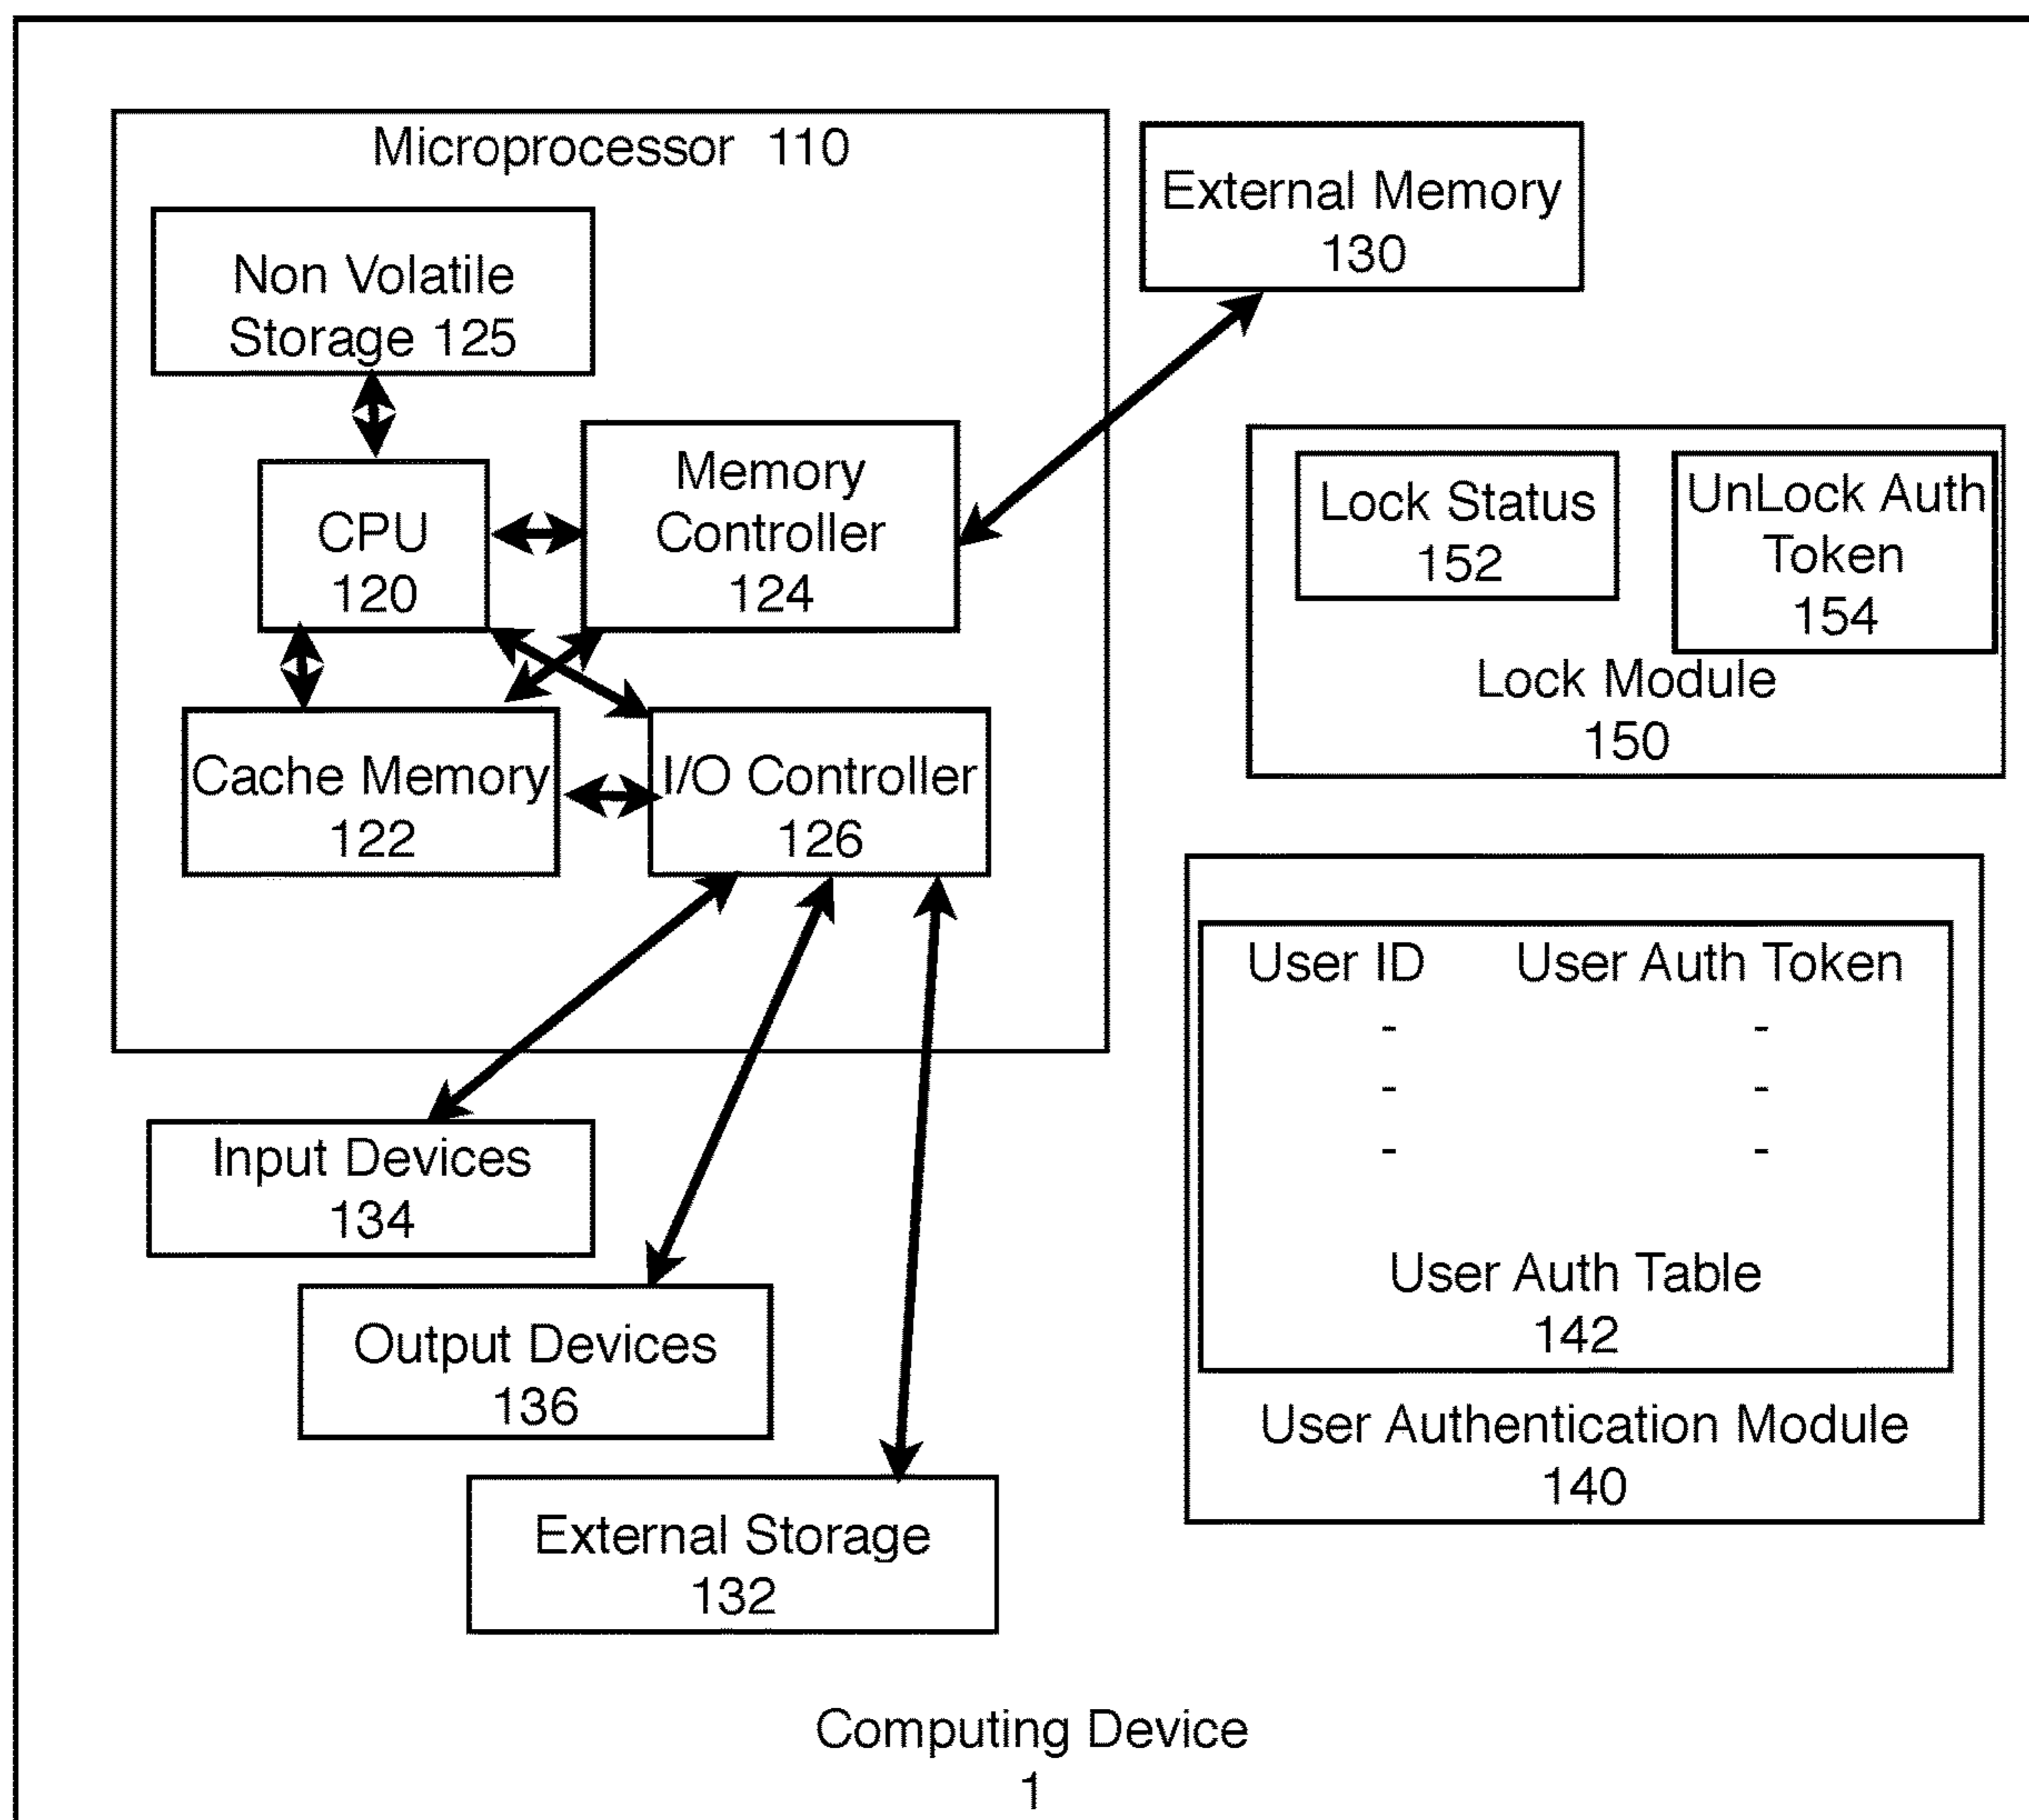 Microprocessor 110
Non Volatile
Storage 125
CPU
120
Memory
Controller
124
Cache Memory
122
I/O Controller
126
External Memory
130
Lock Status
152
UnLock Auth
Token
154
Lock Module
150
User ID User Auth Token
- -
- -
- -
User Auth Table
142
User Authentication Module
140
Input Devices
134
Output Devices
136
External Storage
132
Computing Device
1